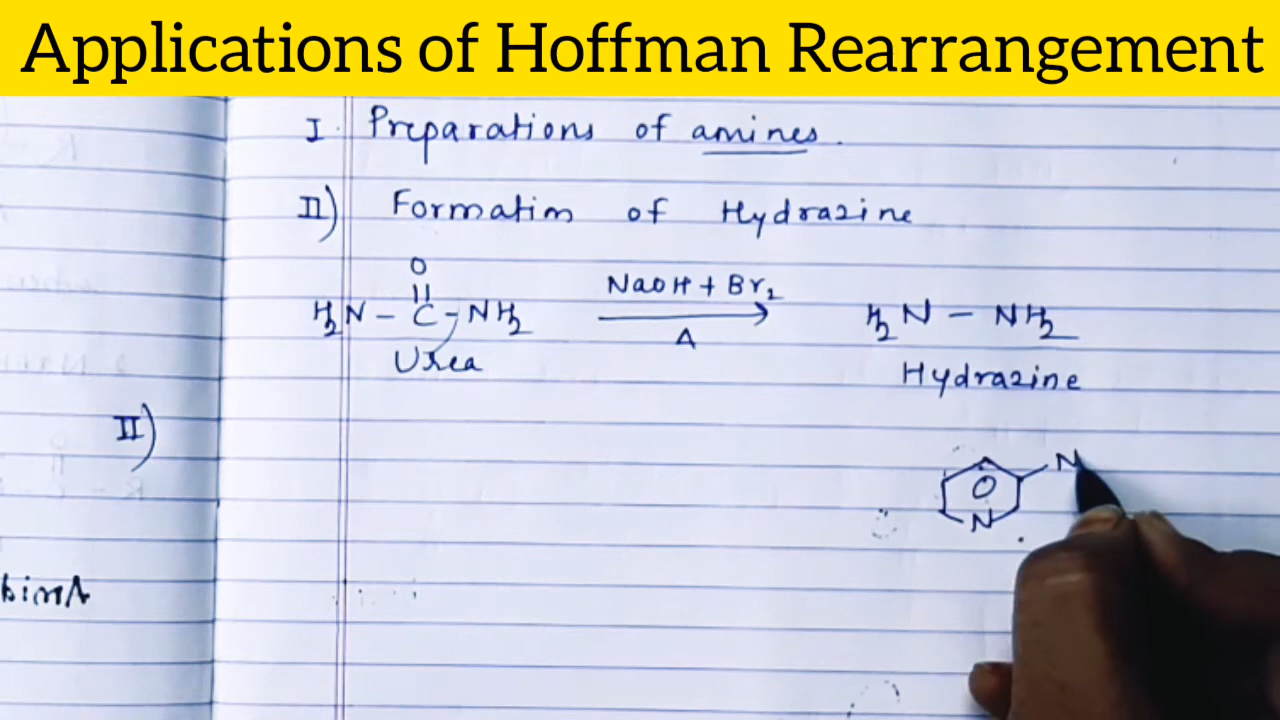 Applications of Hoffman Rearrangement
I. Preparations of amines.
II) Formation of Hydrazine
O
||
H2N - C - NH2
NaOH + Br2
Δ
H2N - NH2
Urea
Hydrazine
II)
N
N